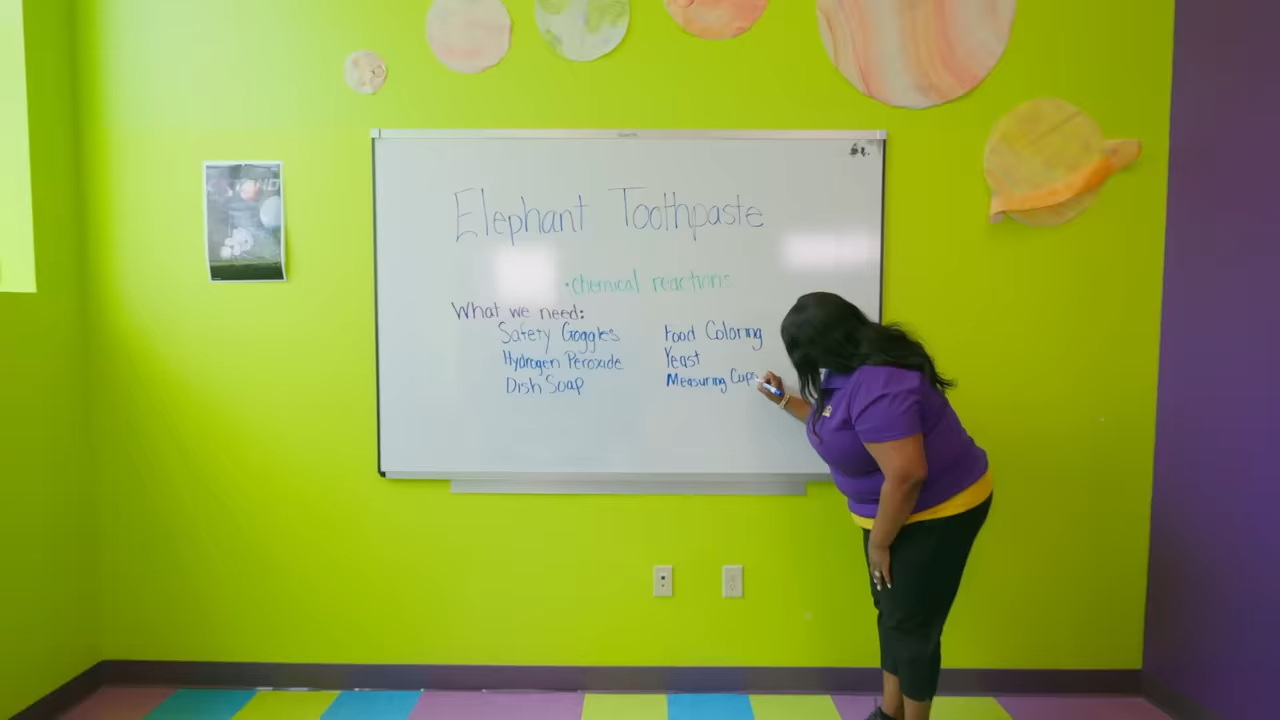 Elephant Toothpaste
•chemical reactions
What we need:
Safety Goggles
Hydrogen Peroxide
Dish Soap
Food Coloring
Yeast
Measuring Cups